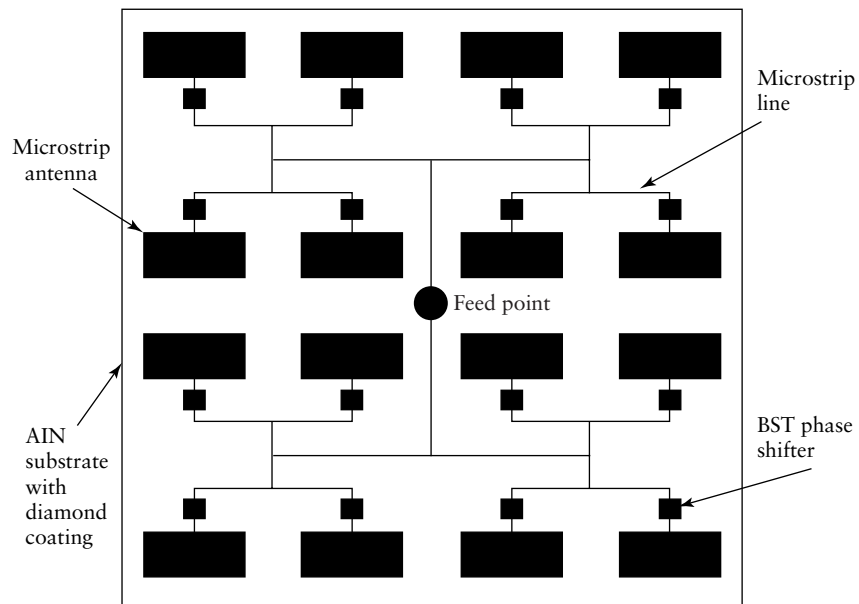 Microstrip
line
Microstrip
antenna
Feed point
AIN
substrate
with
diamond
coating
BST phase
shifter